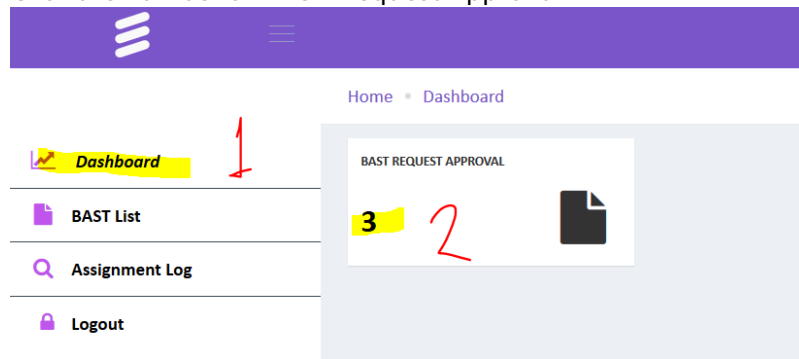 Home • Dashboard
Dashboard 1
BAST REQUEST APPROVAL
BAST List
3 2
Assignment Log
Logout